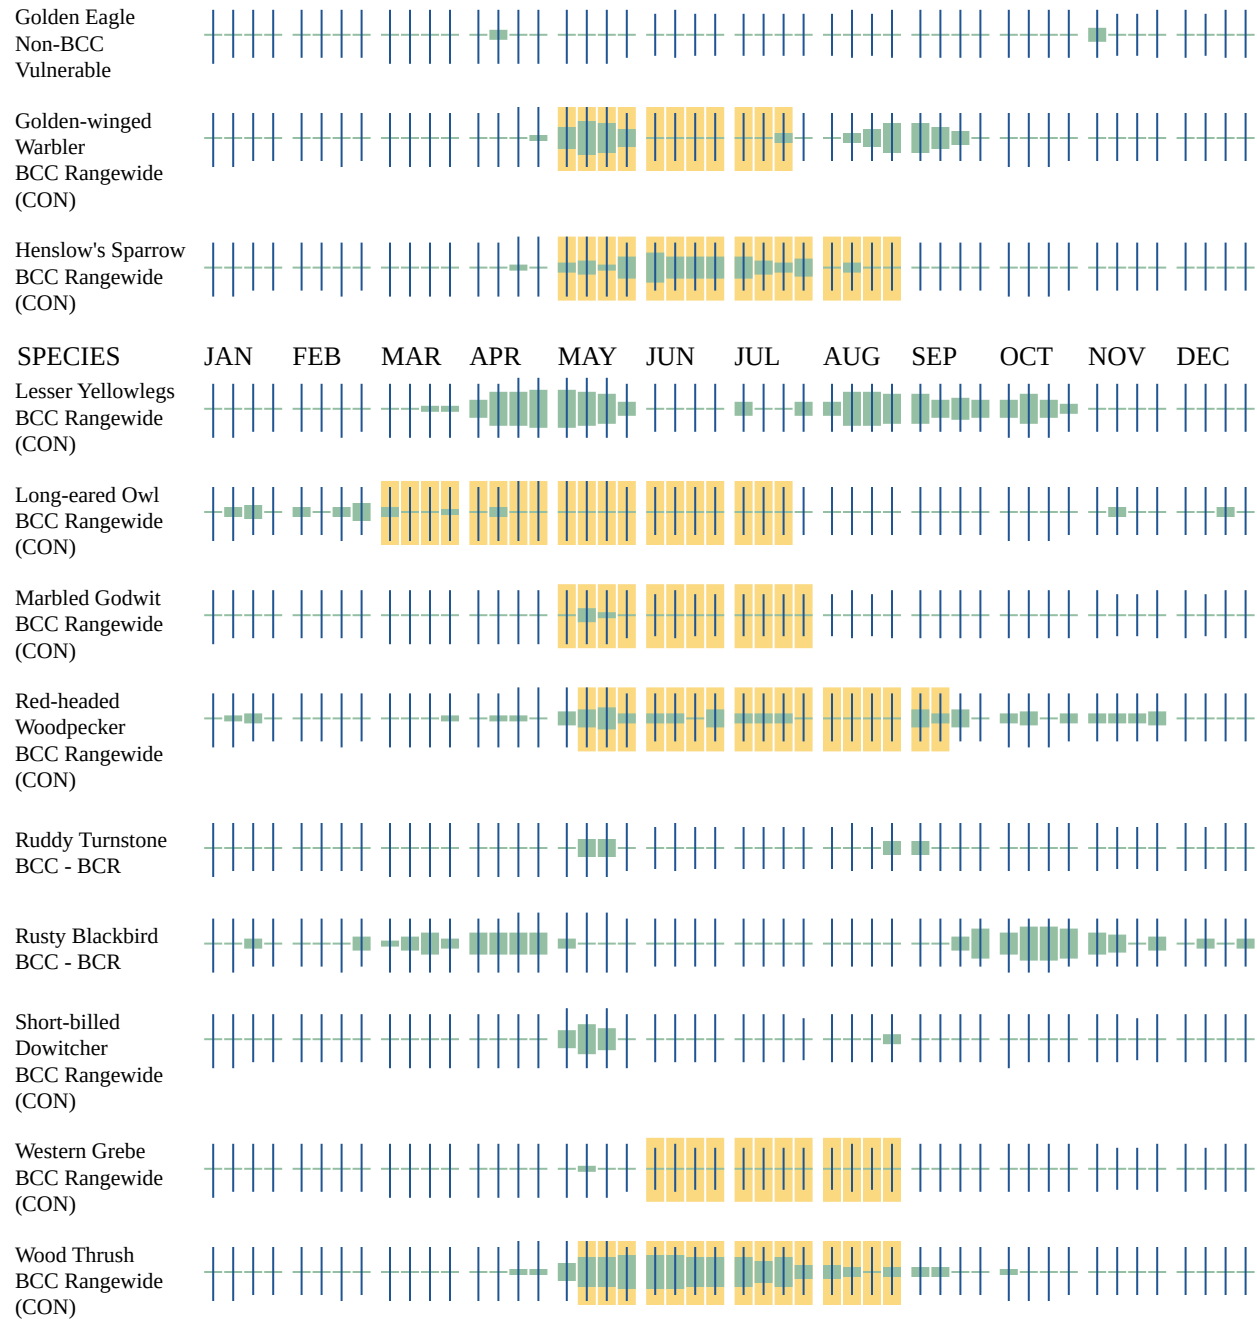 Golden Eagle
Non-BCC
Vulnerable
Golden-winged
Warbler
BCC Rangewide
(CON)
Henslow's Sparrow
BCC Rangewide
(CON)
SPECIES JAN FEB MAR APR MAY JUN JUL AUG SEP OCT NOV DEC
Lesser Yellowlegs
BCC Rangewide
(CON)
Long-eared Owl
BCC Rangewide
(CON)
Marbled Godwit
BCC Rangewide
(CON)
Red-headed
Woodpecker
BCC Rangewide
(CON)
Ruddy Turnstone
BCC - BCR
Rusty Blackbird
BCC - BCR
Short-billed
Dowitcher
BCC Rangewide
(CON)
Western Grebe
BCC Rangewide
(CON)
Wood Thrush
BCC Rangewide
(CON)